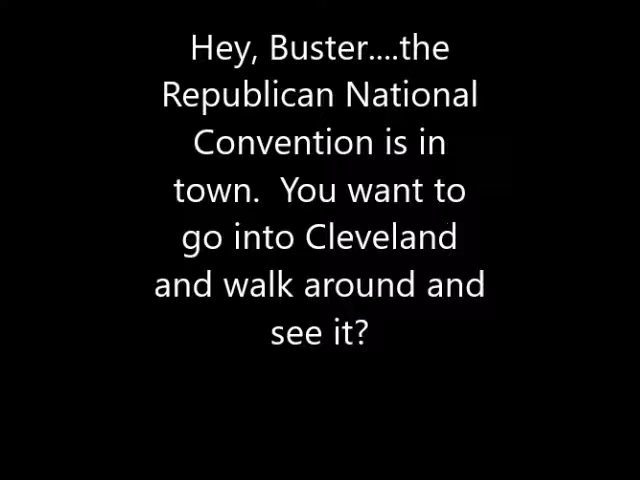 Hey, Buster....the
Republican National
Convention is in
town.  You want to
go into Cleveland
and walk around and
see it?